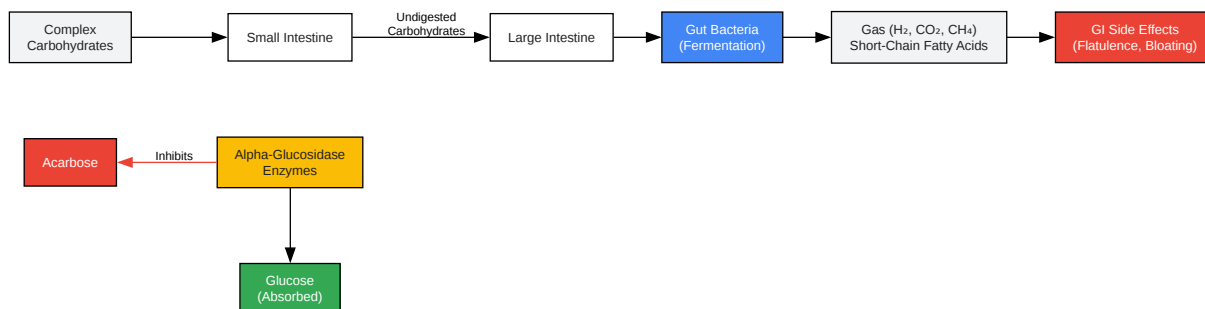 Complex
Carbohydrates
Small Intestine
Undigested
Carbohydrates
Large Intestine
Gut Bacteria
(Fermentation)
Gas (H₂, CO₂, CH₄)
Short-Chain Fatty Acids
GI Side Effects
(Flatulence, Bloating)
Acarbose
Inhibits
Alpha-Glucosidase
Enzymes
Glucose
(Absorbed)